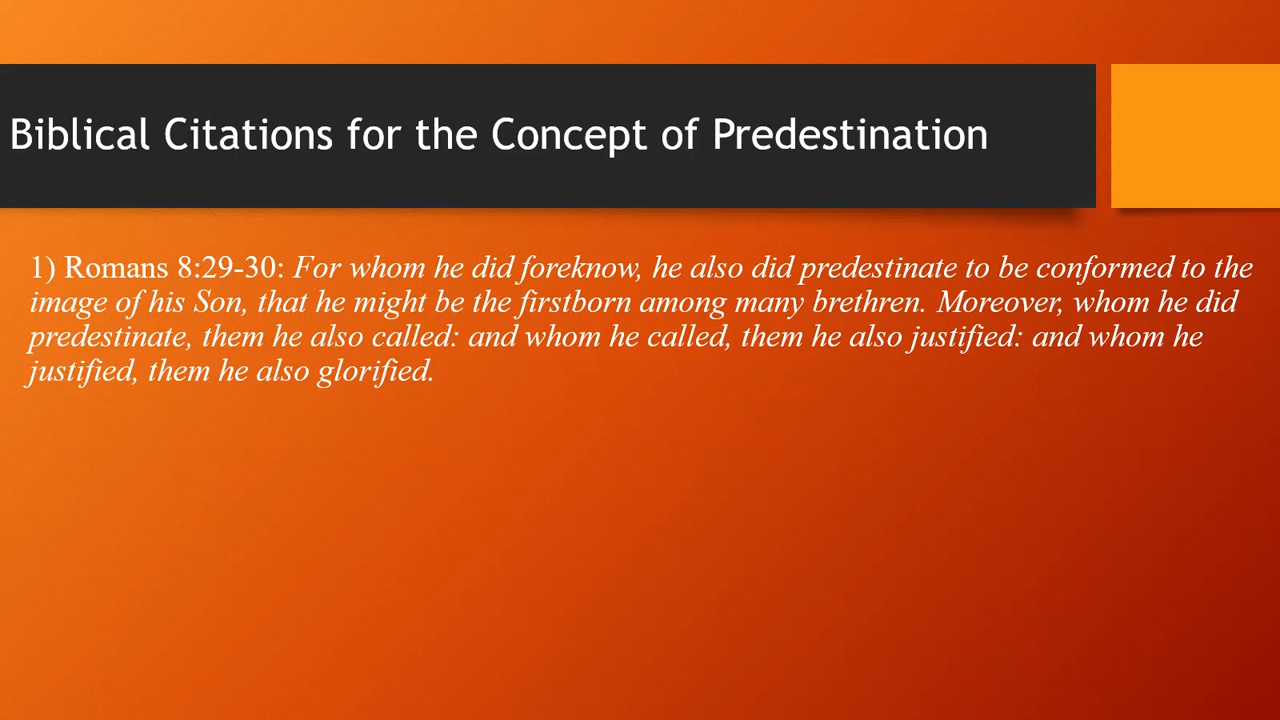 Biblical Citations for the Concept of Predestination
1) Romans 8:29-30: For whom he did foreknow, he also did predestinate to be conformed to the
image of his Son, that he might be the firstborn among many brethren. Moreover, whom he did
predestinate, them he also called: and whom he called, them he also justified: and whom he
justified, them he also glorified.